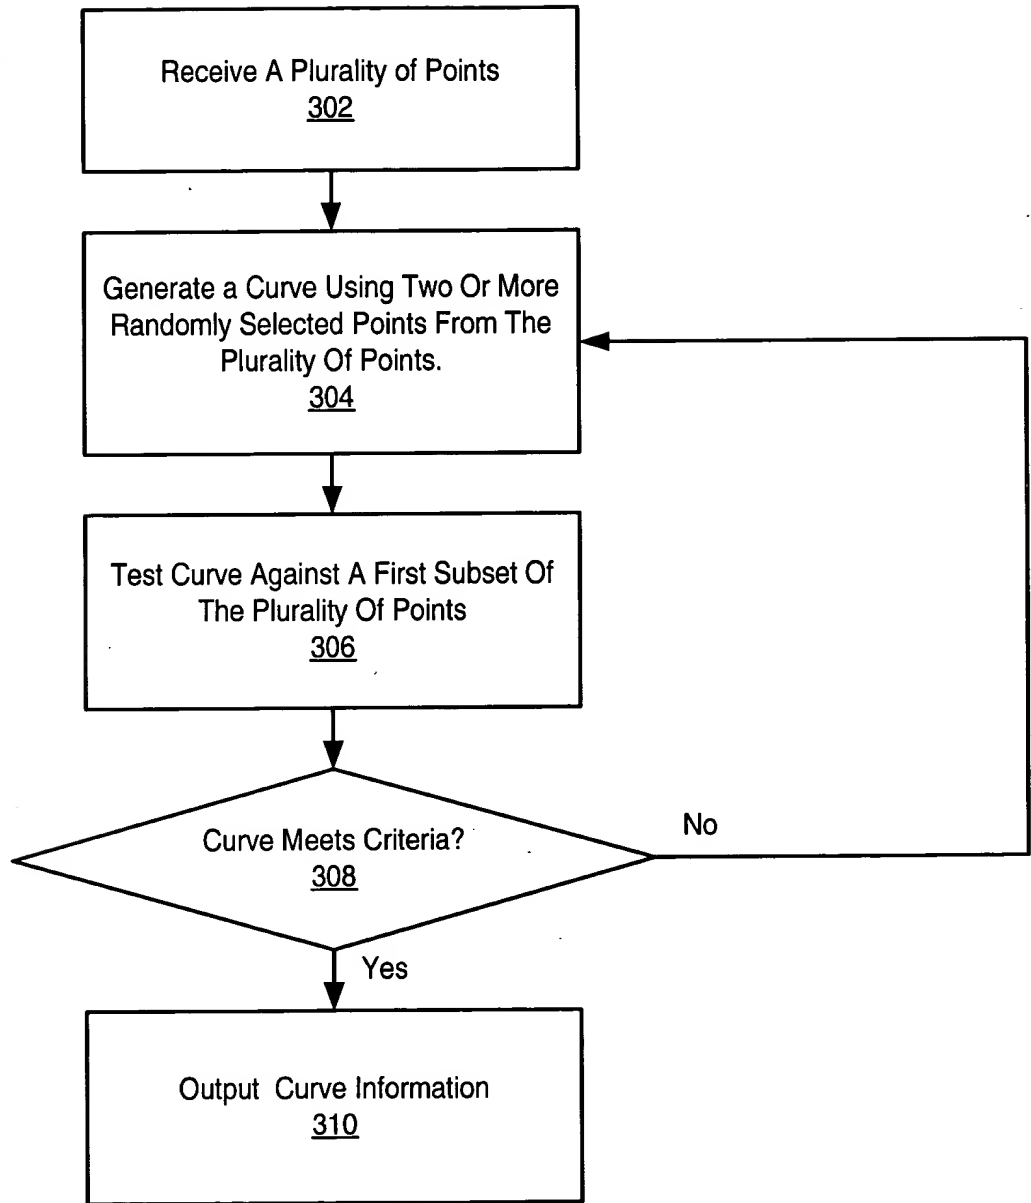 Receive A Plurality of Points
302
Generate a Curve Using Two Or More
Randomly Selected Points From The
Plurality Of Points.
304
Test Curve Against A First Subset Of
The Plurality Of Points
306
Curve Meets Criteria?
308
No
Yes
Output Curve Information
310